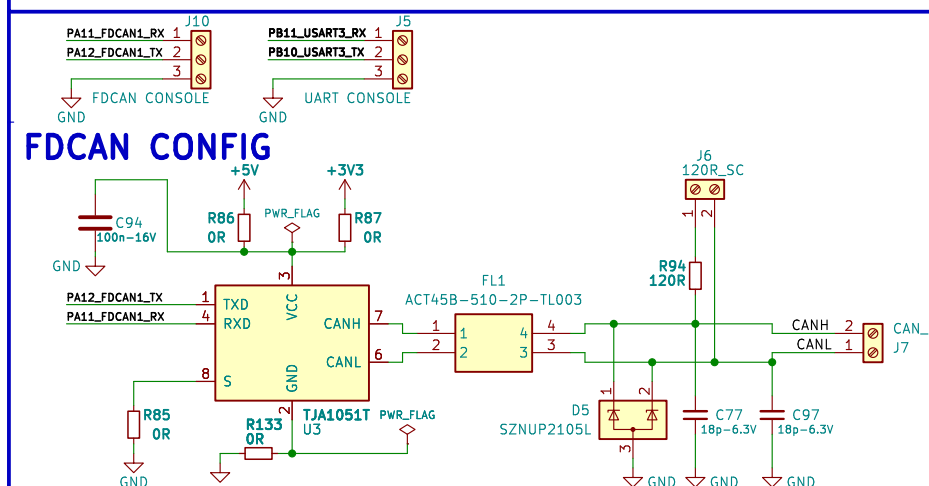 J10
J5
PA11_FDCAN1_RX 1
PB11_USART3_RX 1
PA12_FDCAN1_TX 2
PB10_USART3_TX 2
3
3
FDCAN CONSOLE
UART CONSOLE
GND
GND
FDCAN CONFIG
J6
120R_SC
+5V
+3V3
1
2
R86
0R
PWR_FLAG
R87
0R
C94
100n-16V
GND
R94
120R
3
FL1
ACT45B-510-2P-TL003
PA12_FDCAN1_TX 1 TXD
VCC
PA11_FDCAN1_RX 4 RXD
CANH 7
1 1
4 4
2 2
3 3
CANH 2
CAN_
CANL 1
J7
CANL 6
8 S
GND
2
TJA1051T
U3
PWR_FLAG
R85
0R
R133
0R
GND
1
2
D5
SZNUP2105L
3
GND
C77
18p-6.3V
GND
C97
18p-6.3V
GND